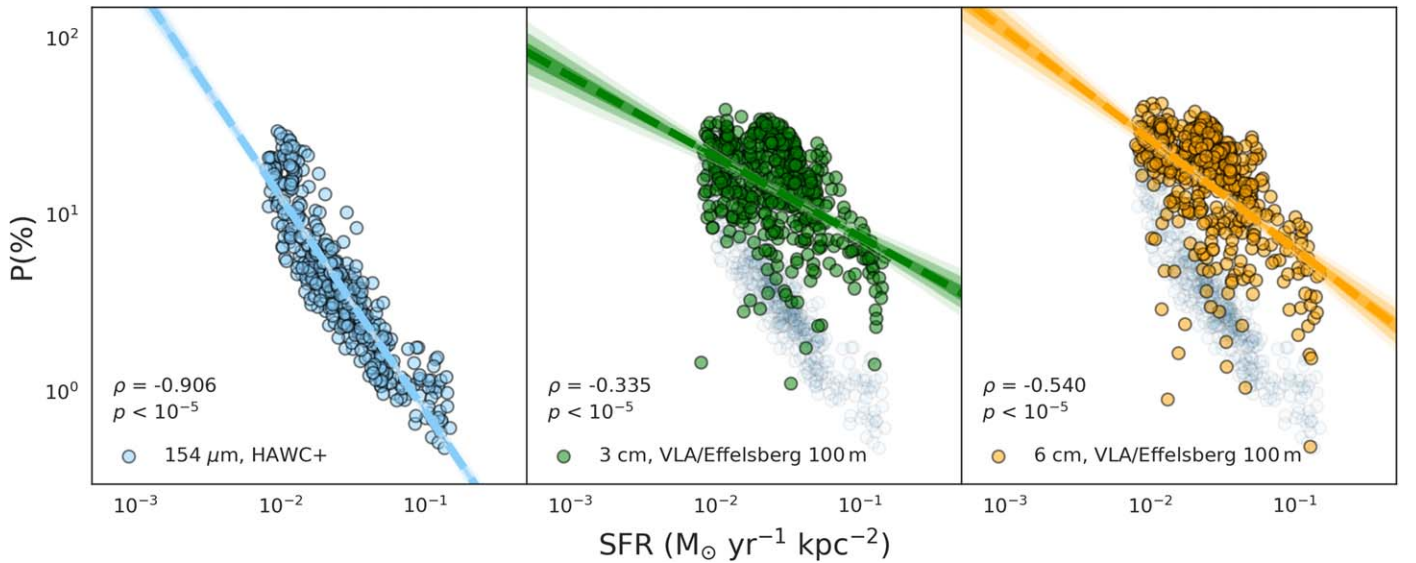 P(%)
10² 10¹ 10⁰
ρ = -0.906
p < 10⁻⁵
154 μm, HAWC+
ρ = -0.335
p < 10⁻⁵
3 cm, VLA/Effelsberg 100 m
ρ = -0.540
p < 10⁻⁵
6 cm, VLA/Effelsberg 100 m
10⁻³ 10⁻² 10⁻¹ 10⁻³ 10⁻² 10⁻¹ 10⁻³ 10⁻² 10⁻¹
SFR (M⊙ yr⁻¹ kpc⁻²)